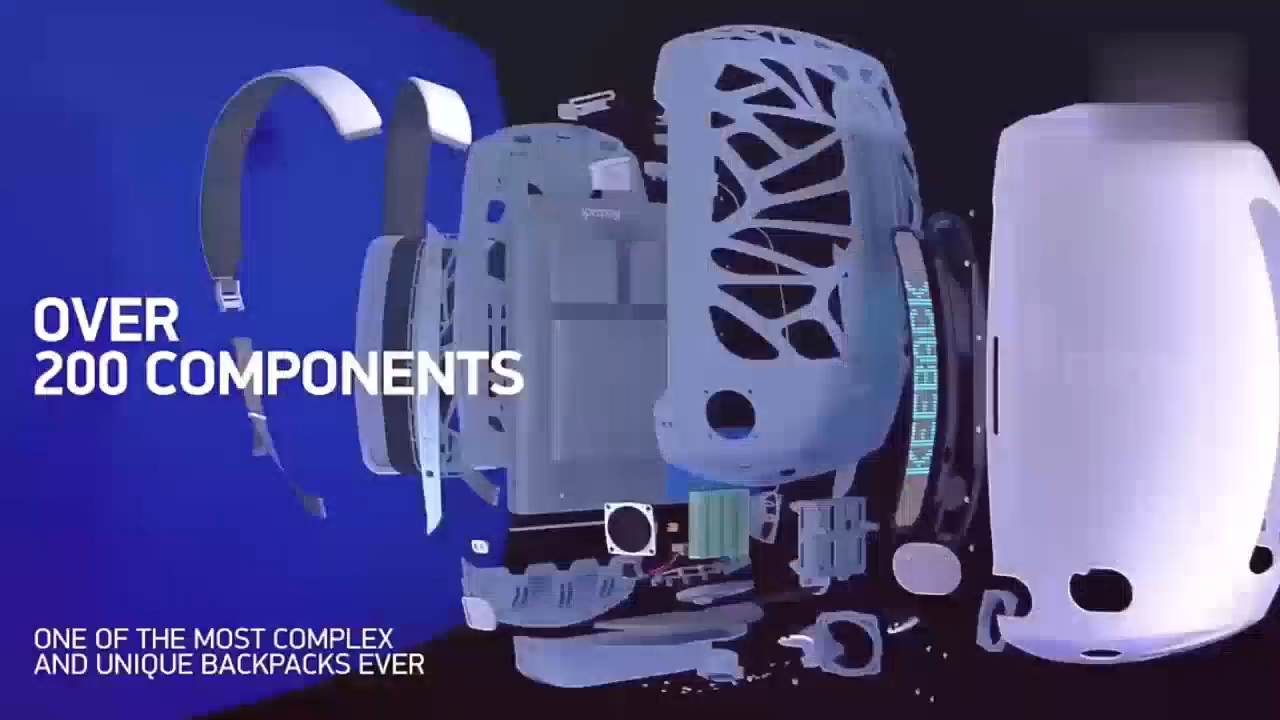 OVER
200 COMPONENTS
ONE OF THE MOST COMPLEX
AND UNIQUE BACKPACKS EVER